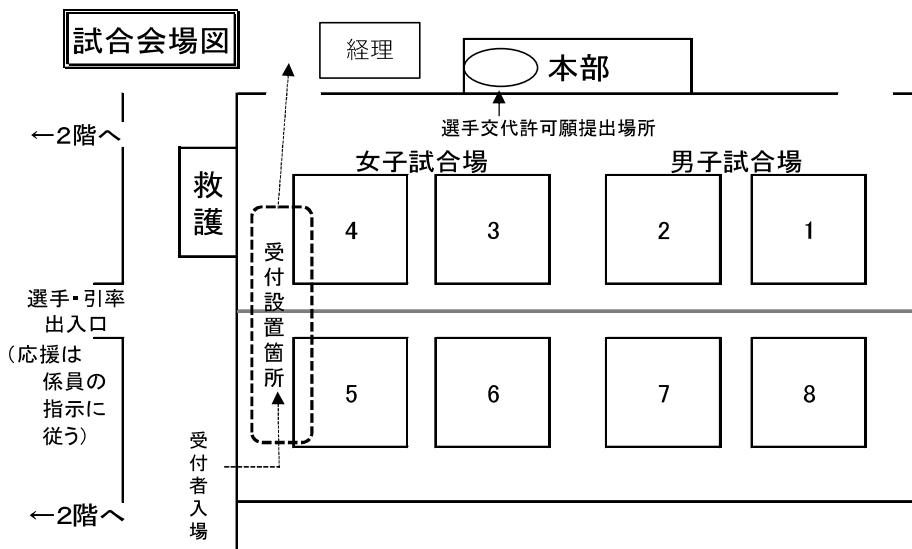 試合会場図
経理
本部
←2階へ
選手交代許可願提出場所
女子試合場
男子試合場
救護
4
3
2
1
受付設置箇所
選手・引率
出入口
（応援は
係員の
指示に
従う）
5
6
7
8
受付者入場
←2階へ